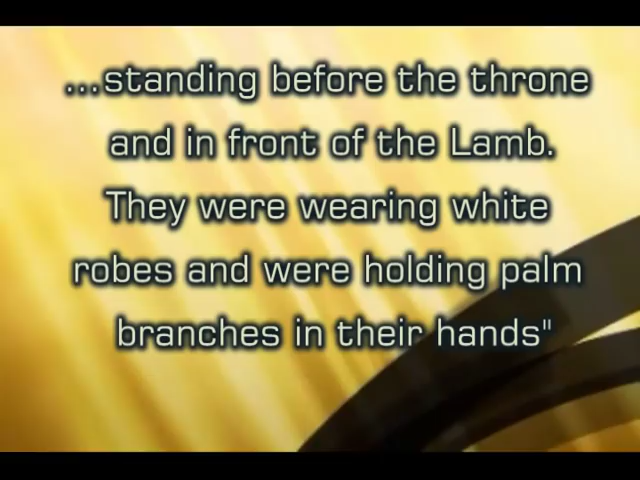 ...standing before the throne
and in front of the Lamb.
They were wearing white
robes and were holding palm
branches in their hands"